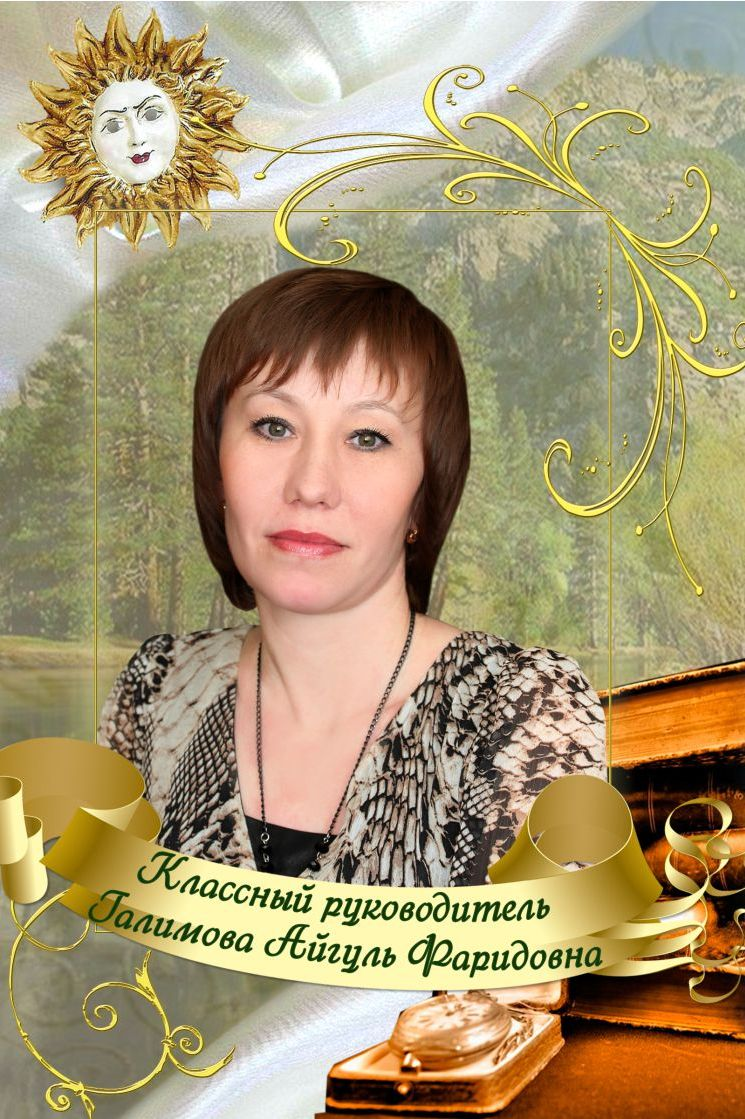 Классный руководитель
Галимова Айгуль Фаридовна